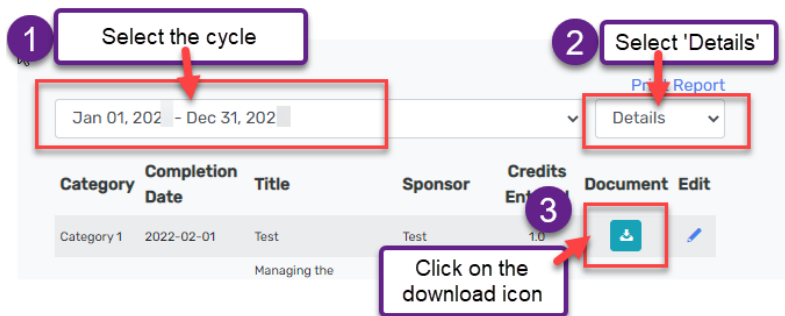 1
Select the cycle
2
Select 'Details'
Print Report
Jan 01, 202 - Dec 31, 202
Details
Category
Completion Date
Title
Sponsor
Credits
Document
Edit
3
Category 1
2022-02-01
Test
Test
1.0
Managing the
Click on the
download icon